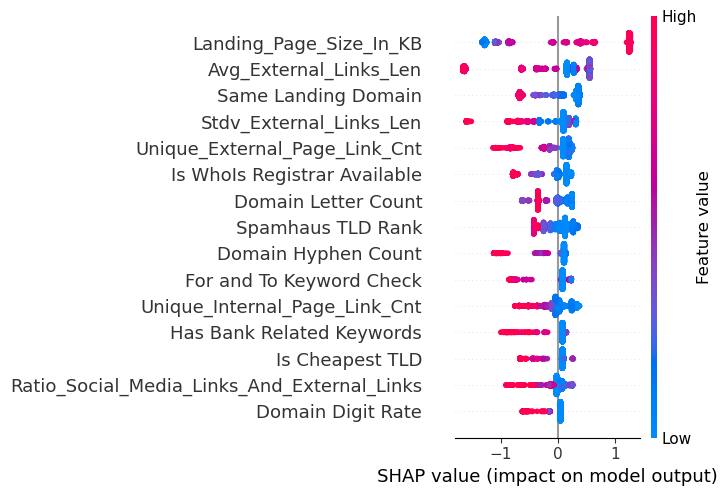 High
Landing_Page_Size_In_KB
Avg_External_Links_Len
Same Landing Domain
Stdv_External_Links_Len
Unique_External_Page_Link_Cnt
Is WhoIs Registrar Available
Domain Letter Count
Spamhaus TLD Rank
Domain Hyphen Count
For and To Keyword Check
Unique_Internal_Page_Link_Cnt
Has Bank Related Keywords
Is Cheapest TLD
Ratio_Social_Media_Links_And_External_Links
Domain Digit Rate
Feature value
Low
−1 0 1
SHAP value (impact on model output)